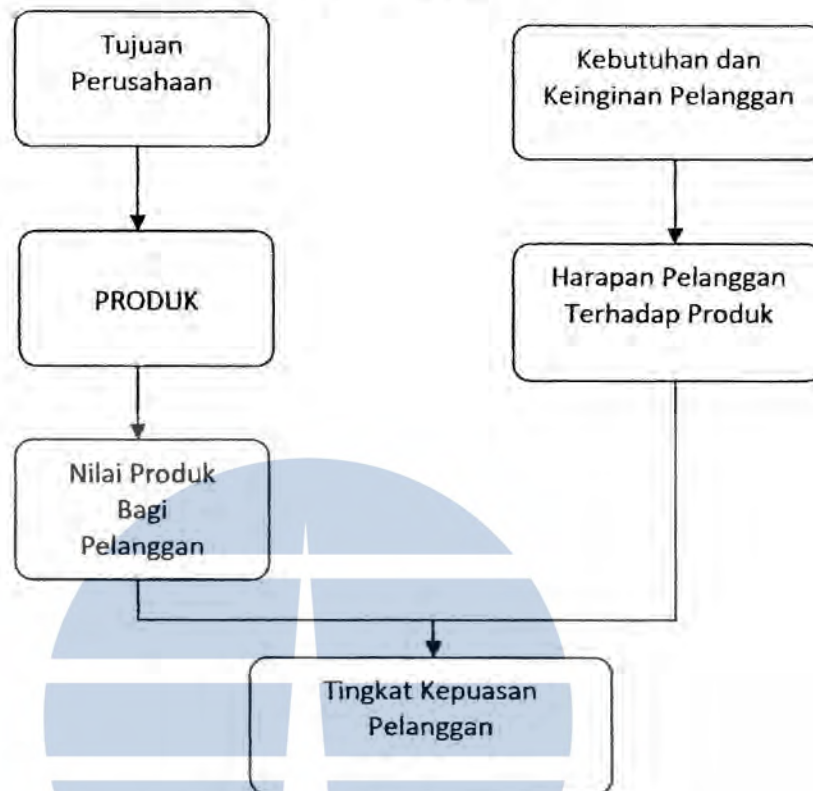 Tujuan
Perusahaan
Kebutuhan dan
Keinginan Pelanggan
PRODUK
Harapan Pelanggan
Terhadap Produk
Nilai Produk
Bagi
Pelanggan
Tingkat Kepuasan
Pelanggan